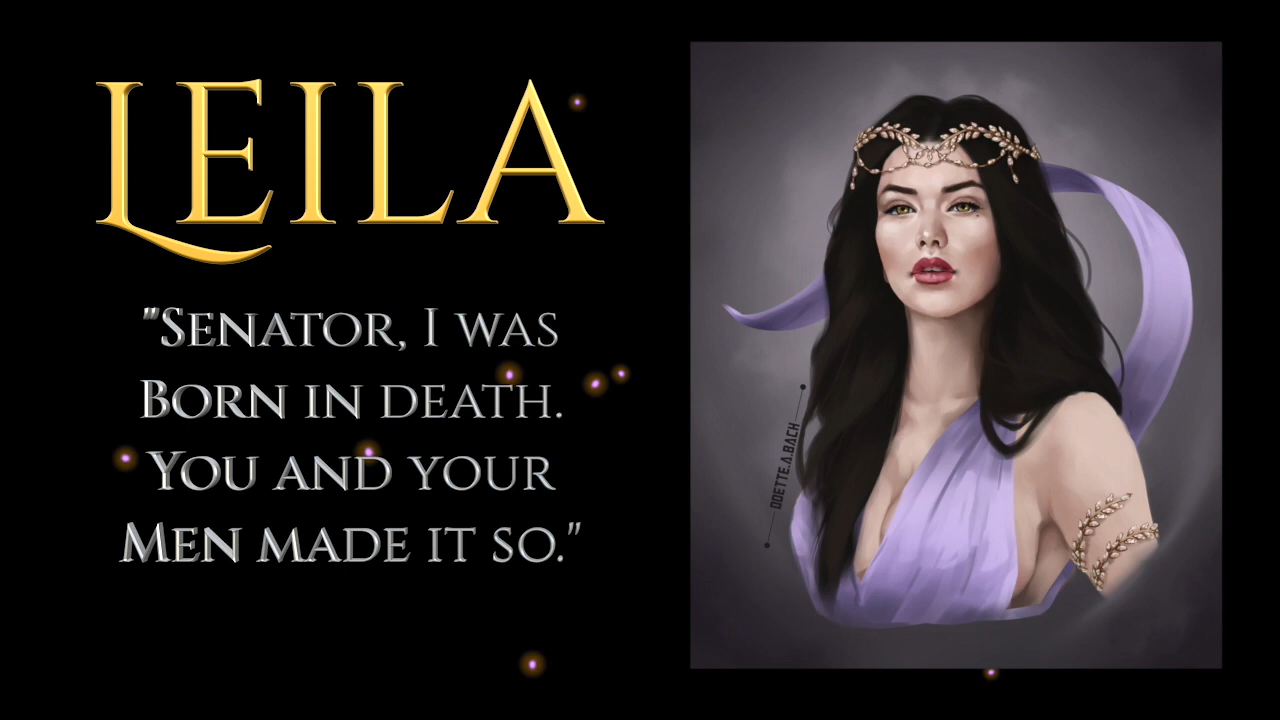 LEILA
"SENATOR, I WAS
BORN IN DEATH.
YOU AND YOUR
MEN MADE IT SO."
ODETTE.A.BACH